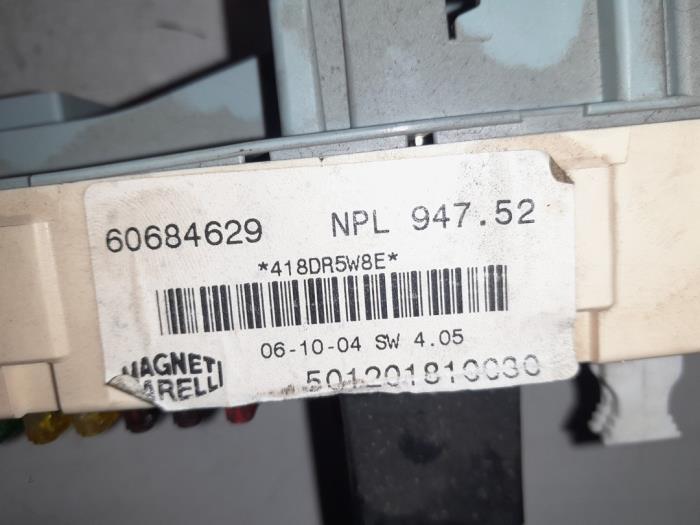 60684629 NPL 947.52
*418DR5W8E*
06-10-04 SW 4.05
MAGNETI
MARELLI
501201810030